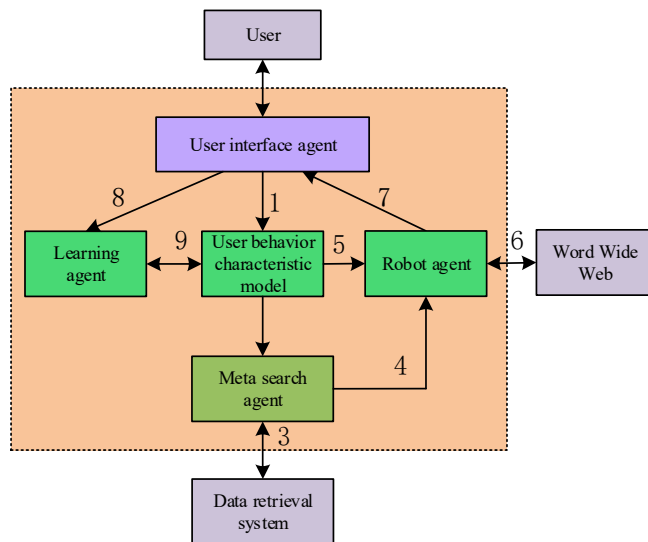 User
User interface agent
8
1
7
Learning
agent
9
User behavior
characteristic
model
5
Robot agent
6
Word Wide
Web
Meta search
agent
4
3
Data retrieval
system